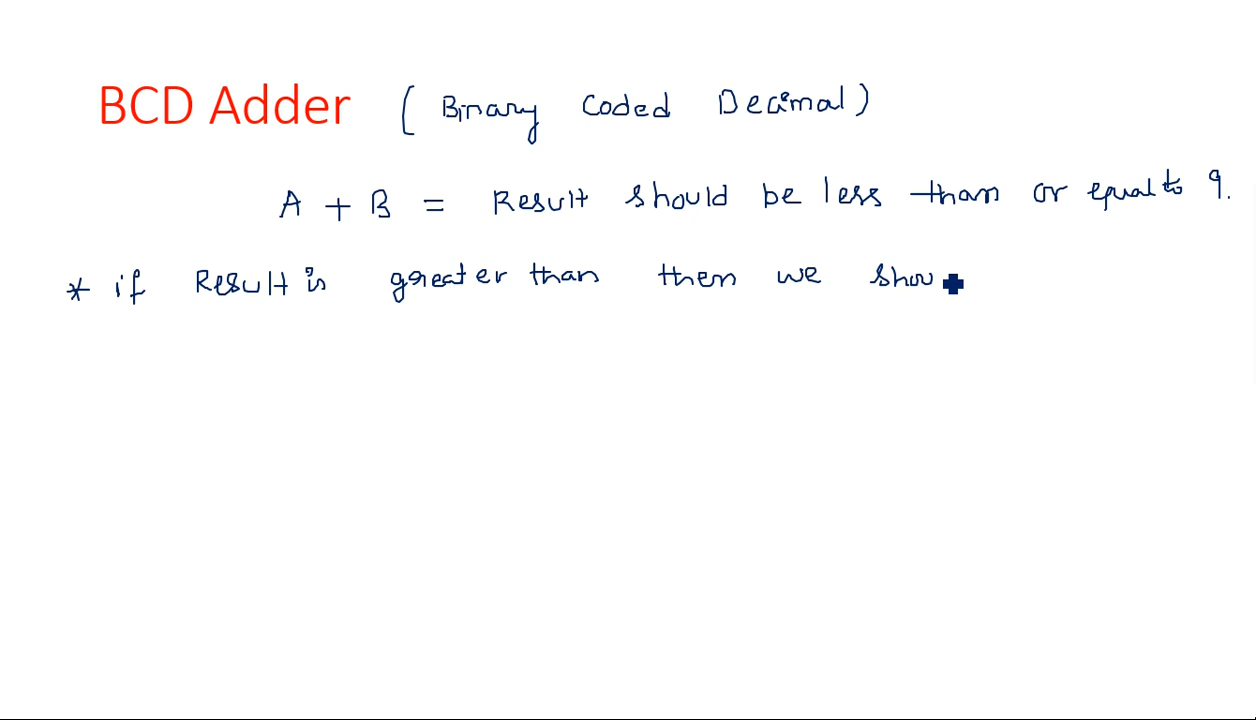 BCD Adder ( Binary Coded Decimal )
A + B = Result should be less than or equal to 9.
* if Result is greater than then we shou